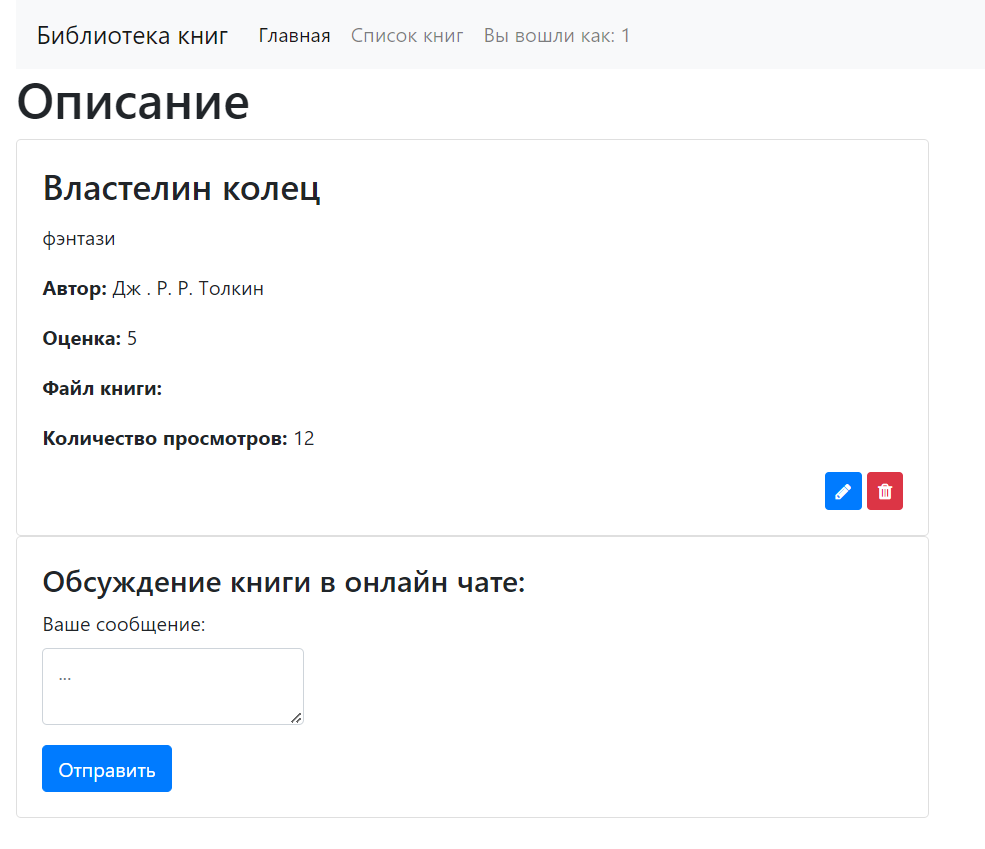 Библиотека книг Главная Список книг Вы вошли как: 1
Описание
Властелин колец
фэнтази
Автор: Дж . Р. Р. Толкин
Оценка: 5
Файл книги:
Количество просмотров: 12
Обсуждение книги в онлайн чате:
Ваше сообщение:
...
Отправить